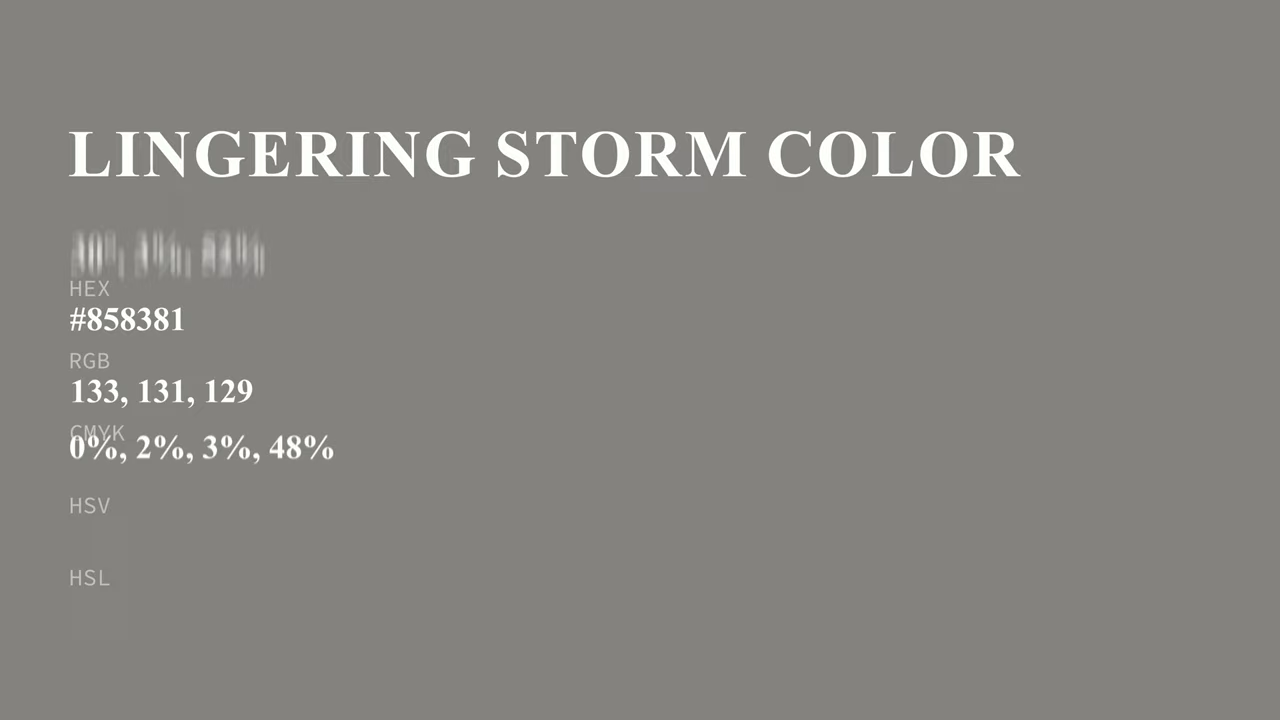 LINGERING STORM COLOR
HEX
#858381
RGB
133, 131, 129
CMYK
0%, 2%, 3%, 48%
HSV
HSL